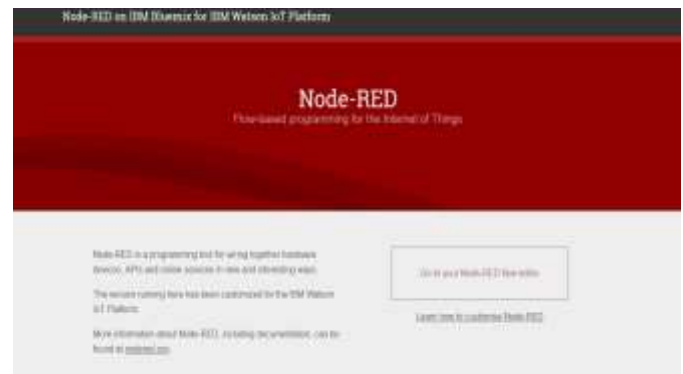 Node-RED on IBM Bluemix for IBM Watson IoT Platform
Node-RED
Flow-based programming for the Internet of Things
Node-RED is a programming tool for wiring together hardware
devices, APIs and online services in new and interesting ways.
The version running here has been customized for the IBM Watson
IoT Platform.
More information about Node-RED, including documentation, can be
found at nodered.org.
Go to your Node-RED flow editor
Learn how to customise Node-RED